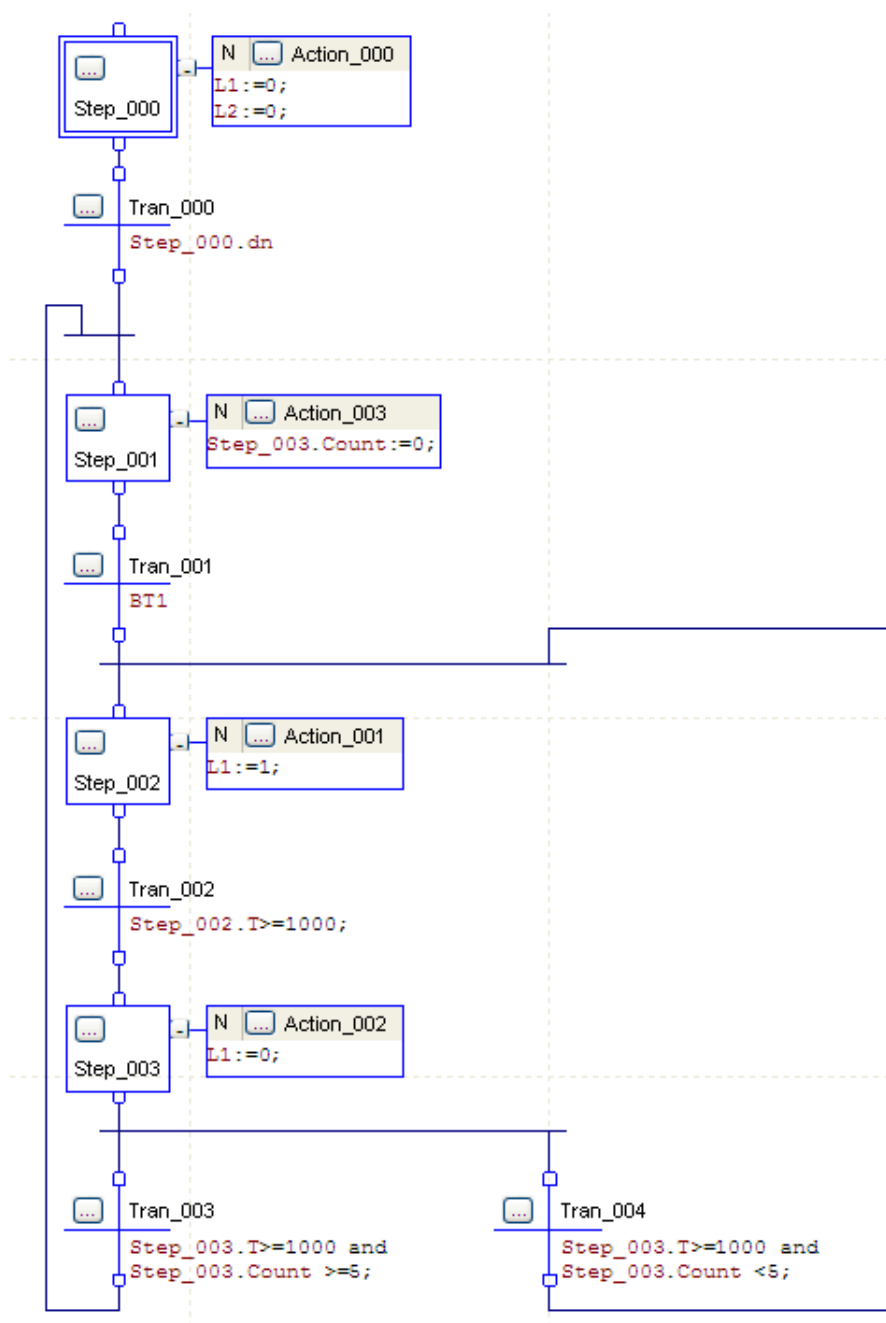 N ... Action_000
...
L1:=0;
Step_000
L2:=0;
... Tran_000
Step_000.dn
N ... Action_003
...
Step_003.Count:=0;
Step_001
... Tran_001
BT1
N ... Action_001
...
L1:=1;
Step_002
... Tran_002
Step_002.T>=1000;
N ... Action_002
...
L1:=0;
Step_003
... Tran_003
Step_003.T>=1000 and
Step_003.Count >=5;
... Tran_004
Step_003.T>=1000 and
Step_003.Count <5;